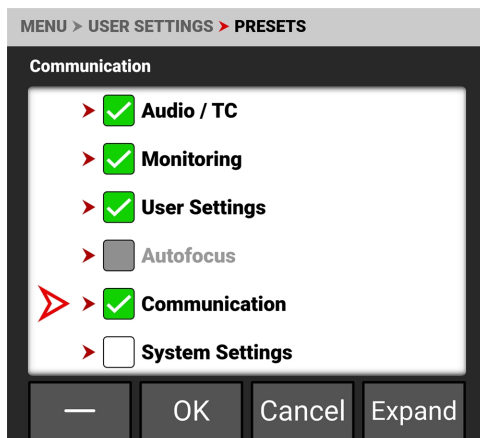 MENU > USER SETTINGS > PRESETS
Communication
Audio / TC
Monitoring
User Settings
Autofocus
Communication
System Settings
— OK Cancel Expand